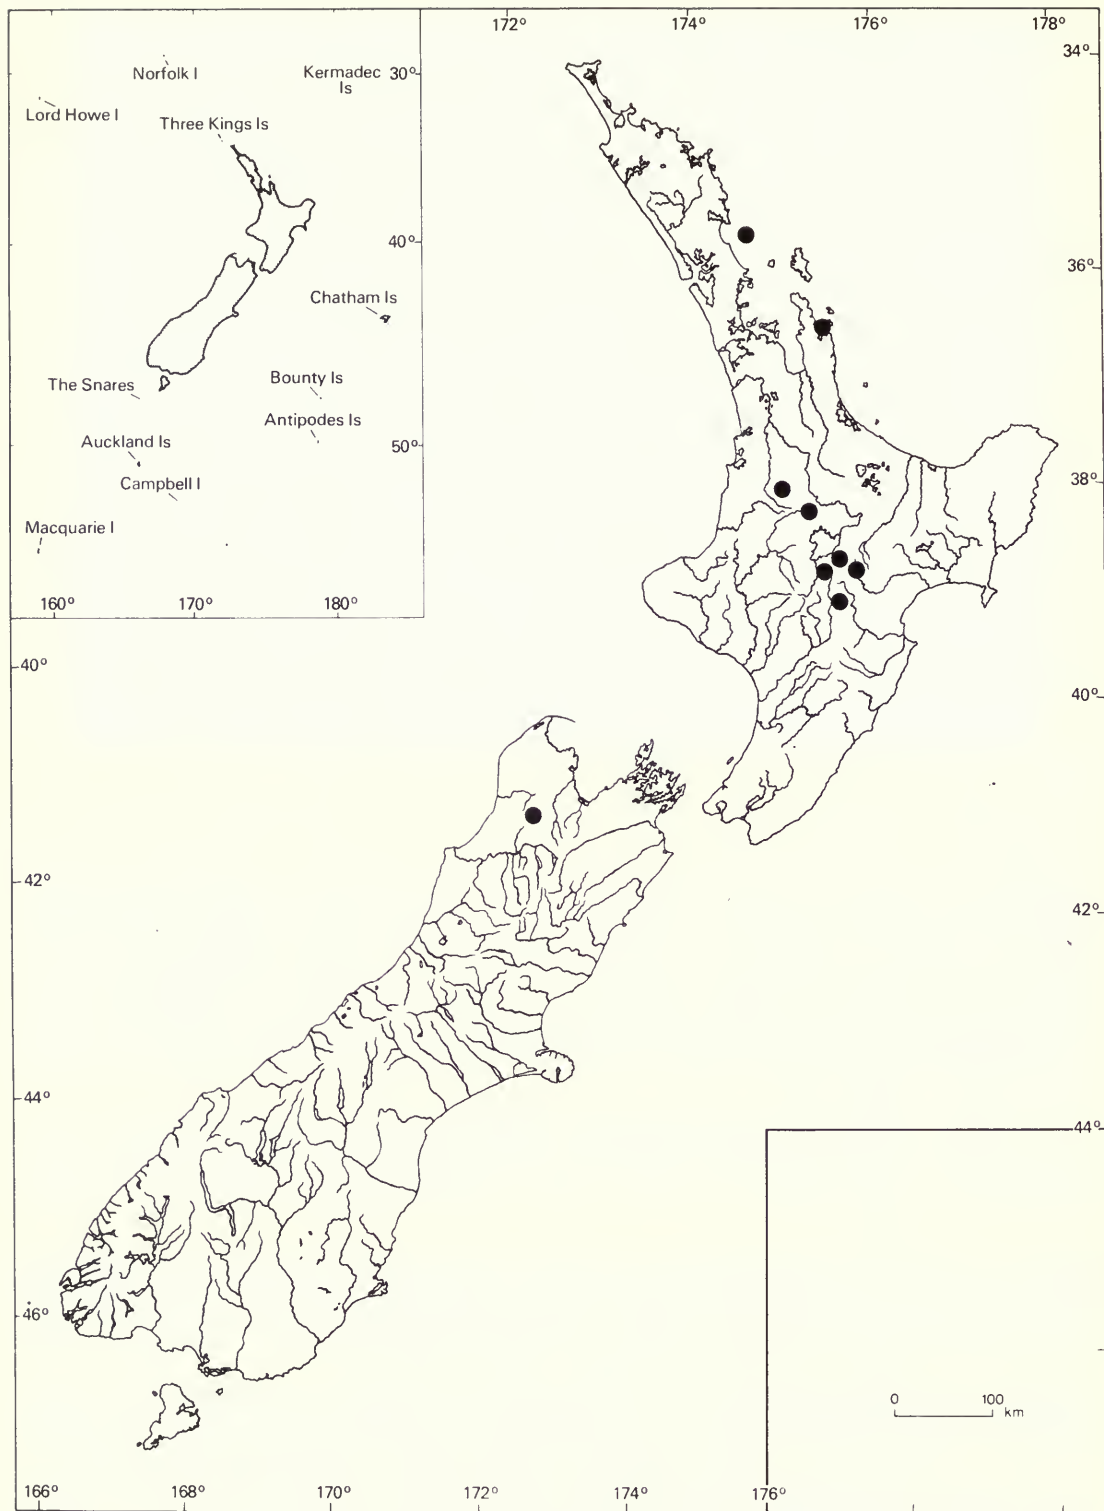 172°
174°
176°
178°
34°
Norfolk I
Kermadec
Is
30°
Lord Howe I
Three Kings Is
40°
36°
Chatham Is
The Snares
Bounty Is
Antipodes Is
Auckland Is
50°
Campbell I
38°
Macquarie I
160°
170°
180°
40°
40°
42°
42°
44°
44°
46°
0
100
km
166°
168°
170°
172°
174°
176°